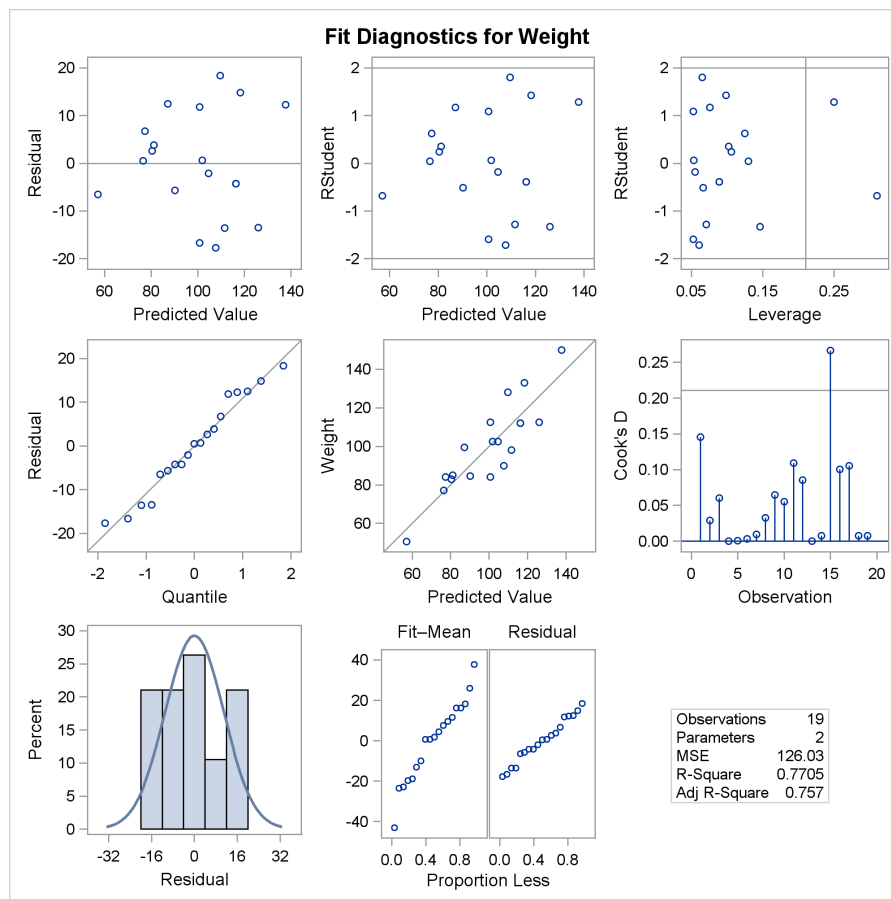 Fit Diagnostics for Weight
20
10
0
-10
-20
Residual
60 80 100 120 140
Predicted Value
2
1
0
-1
-2
RStudent
60 80 100 120 140
Predicted Value
2
1
0
-1
-2
RStudent
0.05 0.15 0.25
Leverage
20
10
0
-10
-20
Residual
-2 -1 0 1 2
Quantile
140
120
100
80
60
Weight
60 80 100 120 140
Predicted Value
0.25
0.20
0.15
0.10
0.05
0.00
Cook's D
0 5 10 15 20
Observation
30
25
20
15
10
5
0
Percent
-32 -16 0 16 32
Residual
Fit–Mean Residual
40
20
0
-20
-40
0.0 0.4 0.8 0.0 0.4 0.8
Proportion Less
Observations 19
Parameters 2
MSE 126.03
R-Square 0.7705
Adj R-Square 0.757